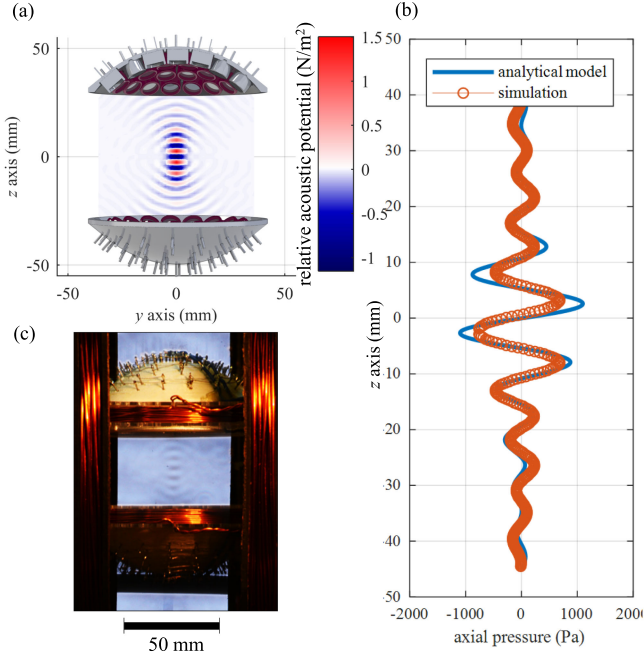 (a)
z axis (mm)
50
0
-50
-50
0
50
y axis (mm)
relative acoustic potential (N/m²)
1.5
1
0.5
0
-0.5
-1
(b)
z axis (mm)
50
40
30
20
10
0
-10
-20
-30
-40
-50
analytical model
simulation
-2000
-1000
0
1000
2000
axial pressure (Pa)
(c)
50 mm